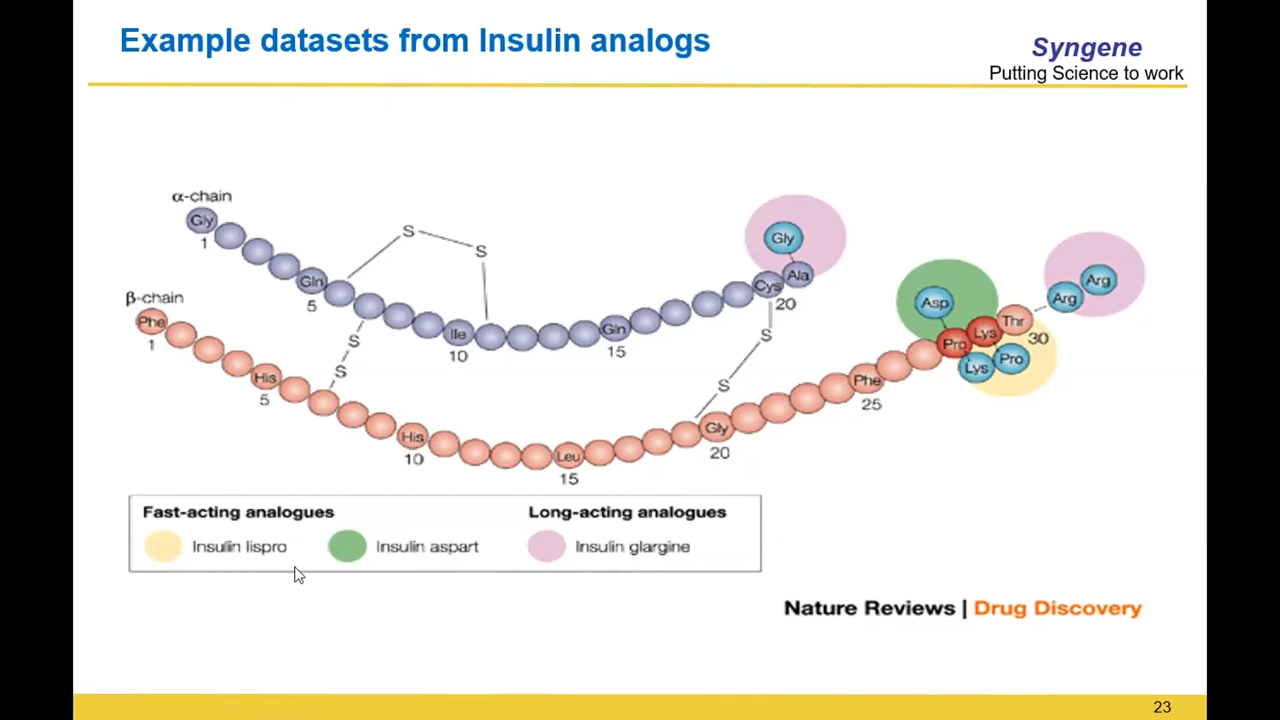 Example datasets from Insulin analogs
Syngene
Putting Science to work
α-chain
Gly
1
Gln
5
S
S
Ile
10
Gln
15
Cys
20
Ala
Gly
β-chain
Phe
1
His
5
S
S
His
10
Leu
15
S
S
Gly
20
Phe
25
Asp
Pro
Lys
Thr
30
Lys
Pro
Arg
Arg
Fast-acting analogues
Long-acting analogues
Insulin lispro
Insulin aspart
Insulin glargine
Nature Reviews | Drug Discovery
23